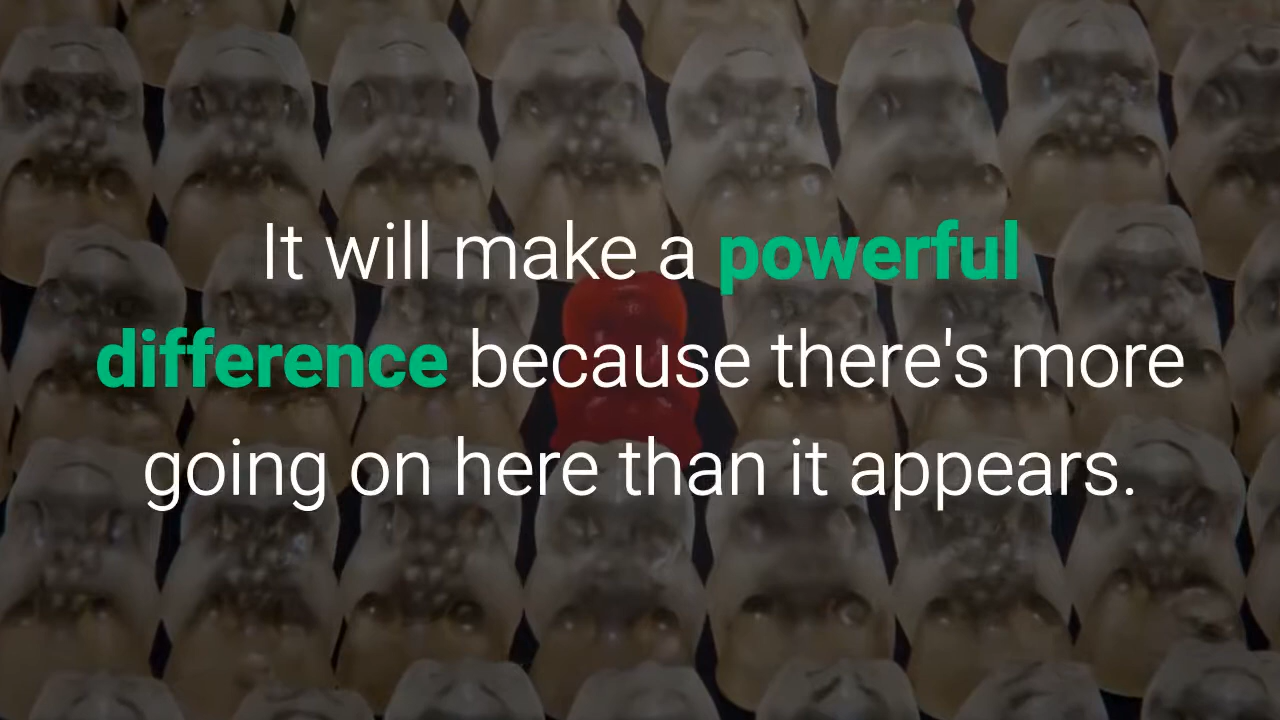 It will make a powerful
difference because there's more
going on here than it appears.